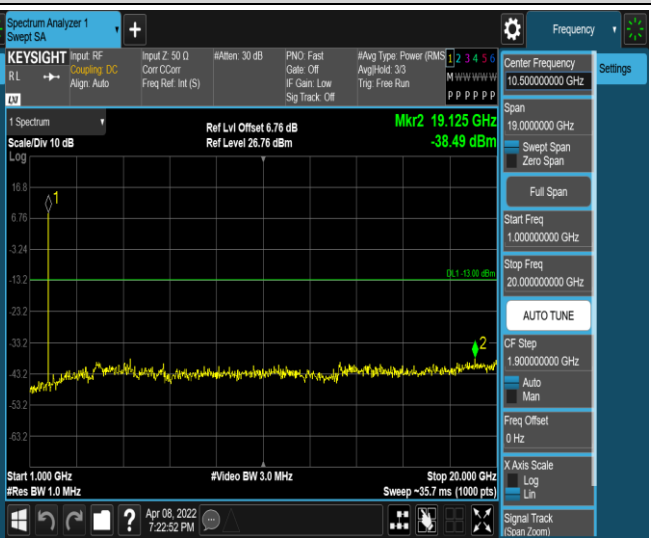 Spectrum Analyzer 1
Swept SA
Frequency
KEYSIGHT
RL
LXI
Input: RF
Coupling: DC
Align: Auto
Input Z: 50 Ω
Corr CCorr
Freq Ref: Int (S)
#Atten: 30 dB
PNO: Fast
Gate: Off
IF Gain: Low
Sig Track: Off
#Avg Type: Power (RMS
Avg|Hold: 3/3
Trig: Free Run
1 2 3 4 5 6
M W W W W W
P P P P P P
1 Spectrum
Scale/Div 10 dB
Ref Lvl Offset 6.76 dB
Ref Level 26.76 dBm
Mkr2 19.125 GHz
-38.49 dBm
Log
16.8
6.76
-3.24
-13.2
-23.2
-33.2
-43.2
-53.2
-63.2
1
DL1 -13.00 dBm
2
Start 1.000 GHz
#Res BW 1.0 MHz
#Video BW 3.0 MHz
Stop 20.000 GHz
Sweep ~35.7 ms (1000 pts)
?
Apr 08, 2022
7:22:52 PM
Center Frequency
10.500000000 GHz
Settings
Span
19.0000000 GHz
Swept Span
Zero Span
Full Span
Start Freq
1.000000000 GHz
Stop Freq
20.000000000 GHz
AUTO TUNE
CF Step
1.900000000 GHz
Auto
Man
Freq Offset
0 Hz
X Axis Scale
Log
Lin
Signal Track
(Span Zoom)